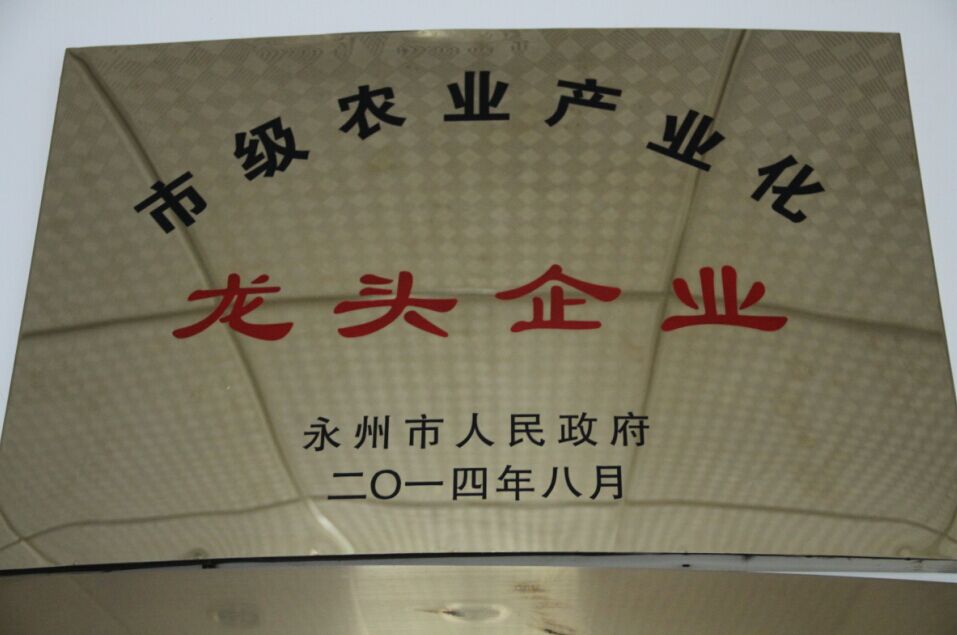 市级农业产业化
龙头企业
永州市人民政府
二〇一四年八月